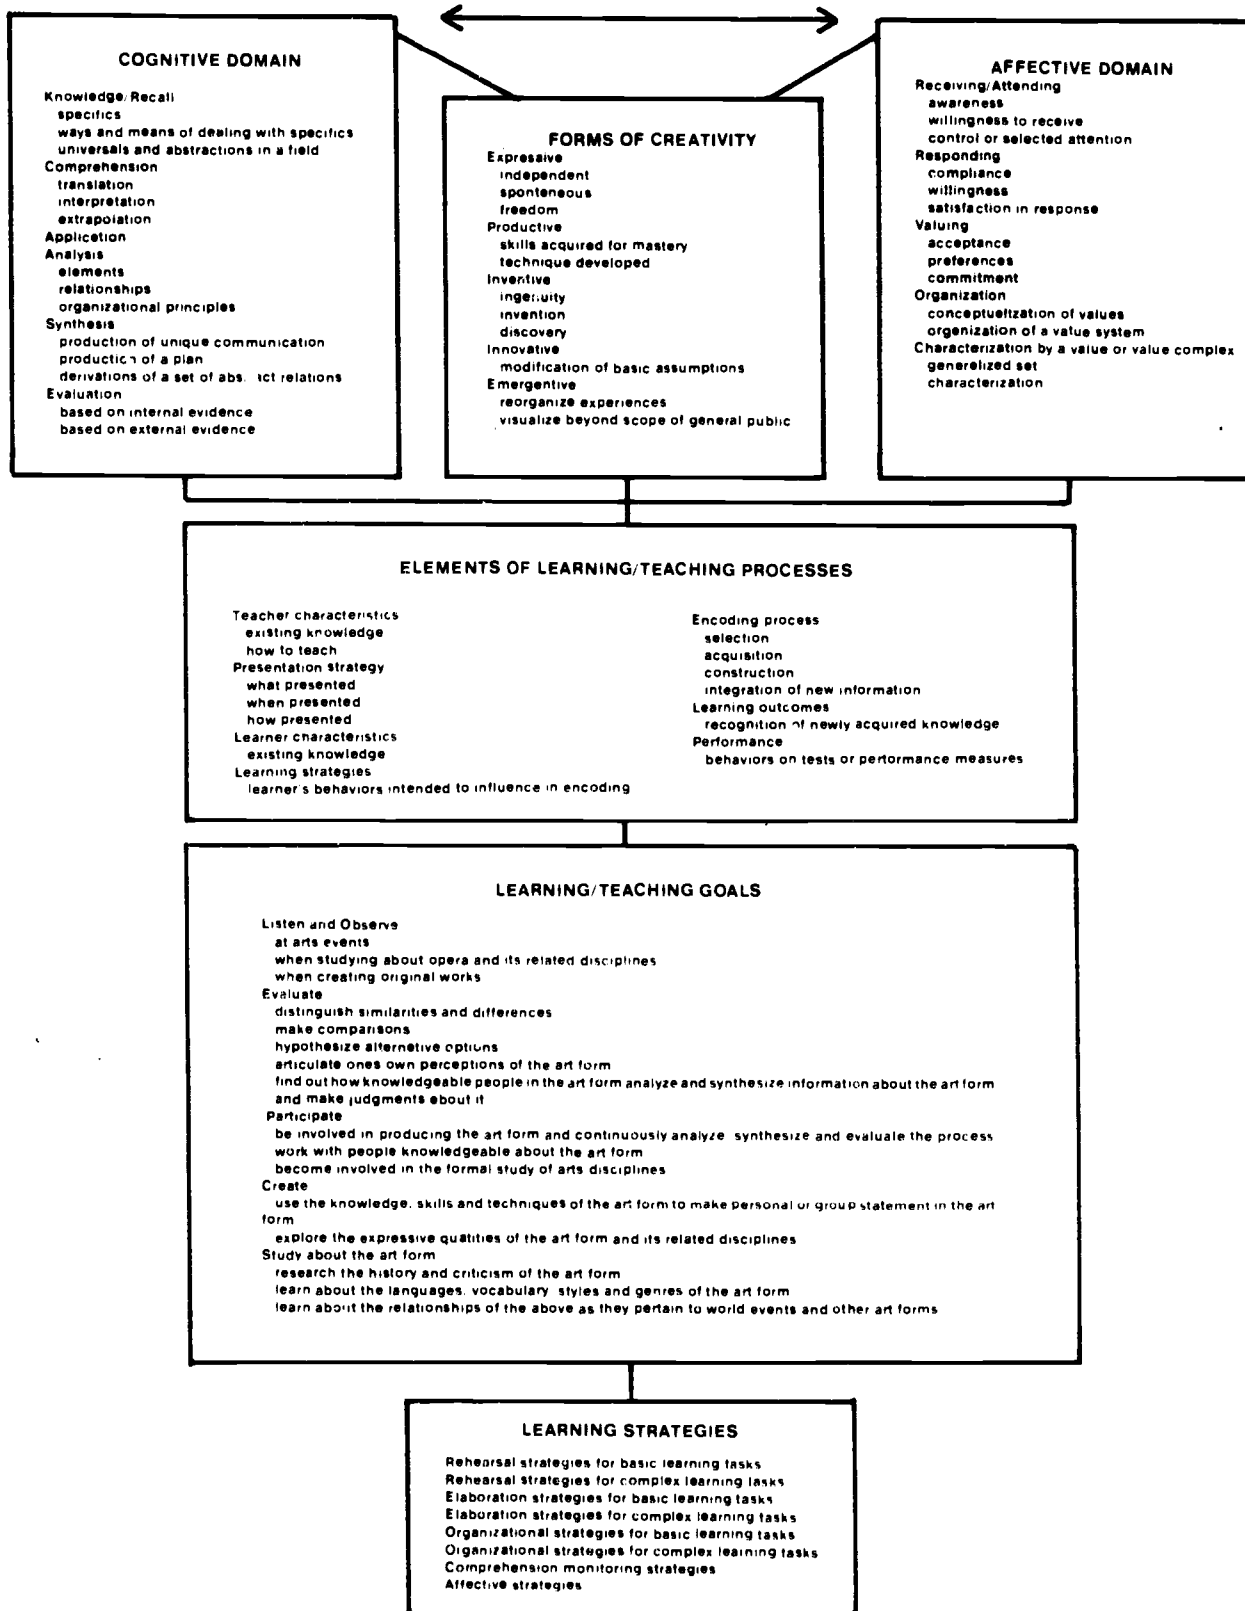 COGNITIVE DOMAIN
Knowledge/Recall
specifics
ways and means of dealing with specifics
universals and abstractions in a field
Comprehension
translation
interpretation
extrapolation
Application
Analysis
elements
relationships
organizational principles
Synthesis
production of unique communication
production of a plan
derivations of a set of abs. act relations
Evaluation
based on internal evidence
based on external evidence
FORMS OF CREATIVITY
Expressive
independent
sponteneous
freedom
Productive
skills acquired for mastery
technique developed
Inventive
ingenuity
invention
discovery
Innovative
modification of basic assumptions
Emergentive
reorganize experiences
visualize beyond scope of general public
AFFECTIVE DOMAIN
Receiving/Attending
awareness
willingness to receive
control or selected attention
Responding
compliance
willingness
satisfaction in response
Valuing
acceptance
preferences
commitment
Organization
conceptualization of values
organization of a value system
Characterization by a value or value complex
generalized set
characterization
ELEMENTS OF LEARNING/TEACHING PROCESSES
Teacher characteristics
existing knowledge
how to teach
Presentation strategy
what presented
when presented
how presented
Learner characteristics
existing knowledge
Learning strategies
learner's behaviors intended to influence in encoding
Encoding process
selection
acquisition
construction
integration of new information
Learning outcomes
recognition of newly acquired knowledge
Performance
behaviors on tests or performance measures
LEARNING/TEACHING GOALS
Listen and Observe
at arts events
when studying about opera and its related disciplines
when creating original works
Evaluate
distinguish similarities and differences
make comparisons
hypothesize alternative options
articulate ones own perceptions of the art form
find out how knowledgeable people in the art form analyze and synthesize information about the art form
and make judgments about it
Participate
be involved in producing the art form and continuously analyze synthesize and evaluate the process
work with people knowledgeable about the art form
become involved in the formal study of arts disciplines
Create
use the knowledge, skills and techniques of the art form to make personal or group statement in the art
form
explore the expressive qualities of the art form and its related disciplines
Study about the art form
research the history and criticism of the art form
learn about the languages, vocabulary styles and genres of the art form
learn about the relationships of the above as they pertain to world events and other art forms
LEARNING STRATEGIES
Rehearsal strategies for basic learning tasks
Rehearsal strategies for complex learning tasks
Elaboration strategies for basic learning tasks
Elaboration strategies for complex learning tasks
Organizational strategies for basic learning tasks
Organizational strategies for complex learning tasks
Comprehension monitoring strategies
Affective strategies